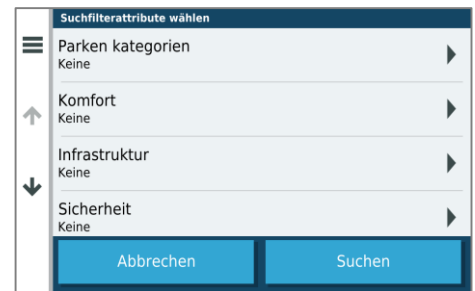 Suchfilterattribute wählen
Parken kategorien
Keine
Komfort
Keine
Infrastruktur
Keine
Sicherheit
Keine
Abbrechen Suchen